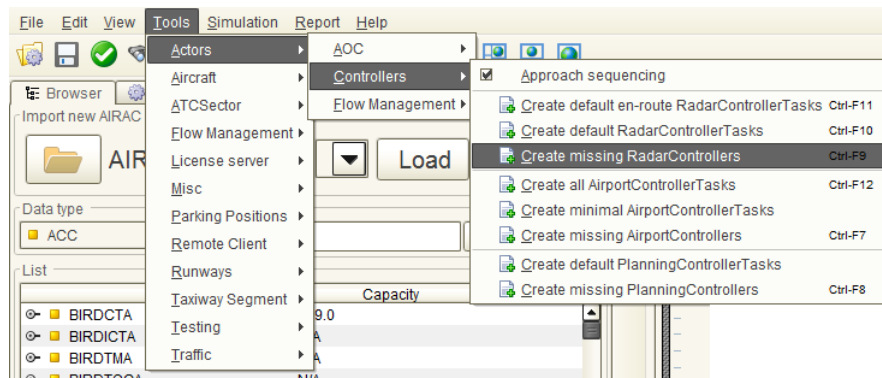 File Edit View Tools Simulation Report Help
Actors
Aircraft
ATCSector
Flow Management
License server
Misc
Parking Positions
Remote Client
Runways
Taxiway Segment
Testing
Traffic
AOC
Controllers
Flow Management
Approach sequencing
Create default en-route RadarControllerTasks Ctrl-F11
Create default RadarControllerTasks Ctrl-F10
Create missing RadarControllers Ctrl-F9
Create all AirportControllerTasks Ctrl-F12
Create minimal AirportControllerTasks
Create missing AirportControllers Ctrl-F7
Create default PlanningControllerTasks
Create missing PlanningControllers Ctrl-F8
Browser
Import new AIRAC
Load
Data type
ACC
List
Capacity
BIRDCTA 9.0
BIRDICTA
BIRDTMA